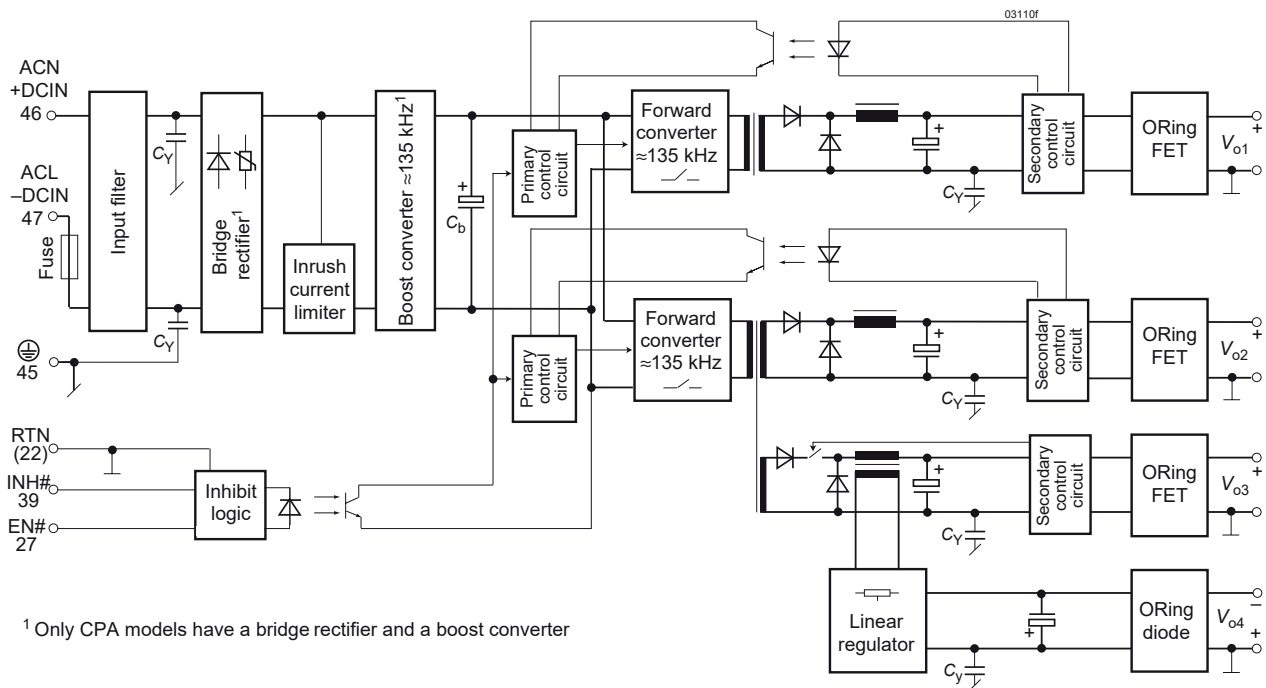 03110f
ACN
+DCIN
46
ACL
–DCIN
47
Fuse
45
Input filter
CY
CY
Bridge
rectifier1
Inrush
current
limiter
Boost converter ≈135 kHz1
+
Cb
Primary
control
circuit
Forward
converter
≈135 kHz
+
CY
Secondary
control
circuit
ORing
FET
+
Vo1
Primary
control
circuit
Forward
converter
≈135 kHz
+
CY
Secondary
control
circuit
ORing
FET
+
Vo2
RTN
(22)
INH#
39
EN#
27
Inhibit
logic
+
CY
Secondary
control
circuit
ORing
FET
+
Vo3
Linear
regulator
+
Cy
ORing
diode
–
Vo4
+
1 Only CPA models have a bridge rectifier and a boost converter